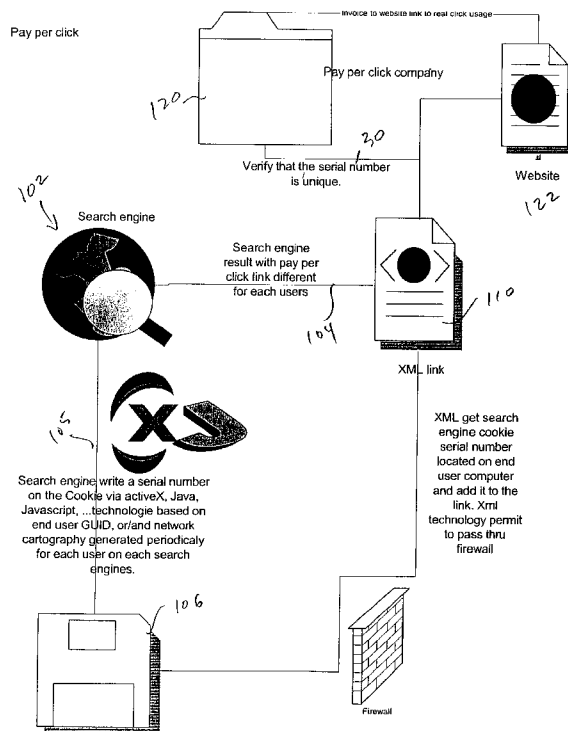 Pay per click
Invoice to website link to real click usage
Pay per click company
120
30
Verify that the serial number
is unique.
Website
122
102
Search engine
Search engine
result with pay per
click link different
for each users
104
110
XML link
105
X
Search engine write a serial number
on the Cookie via activeX, Java,
Javascript, ...technologie based on
end user GUID, or/and network
cartography generated periodicaly
for each user on each search
engines.
XML get search
engine cookie
serial number
located on end
user computer
and add it to the
link. Xml
technology permit
to pass thru
firewall
106
Firewall